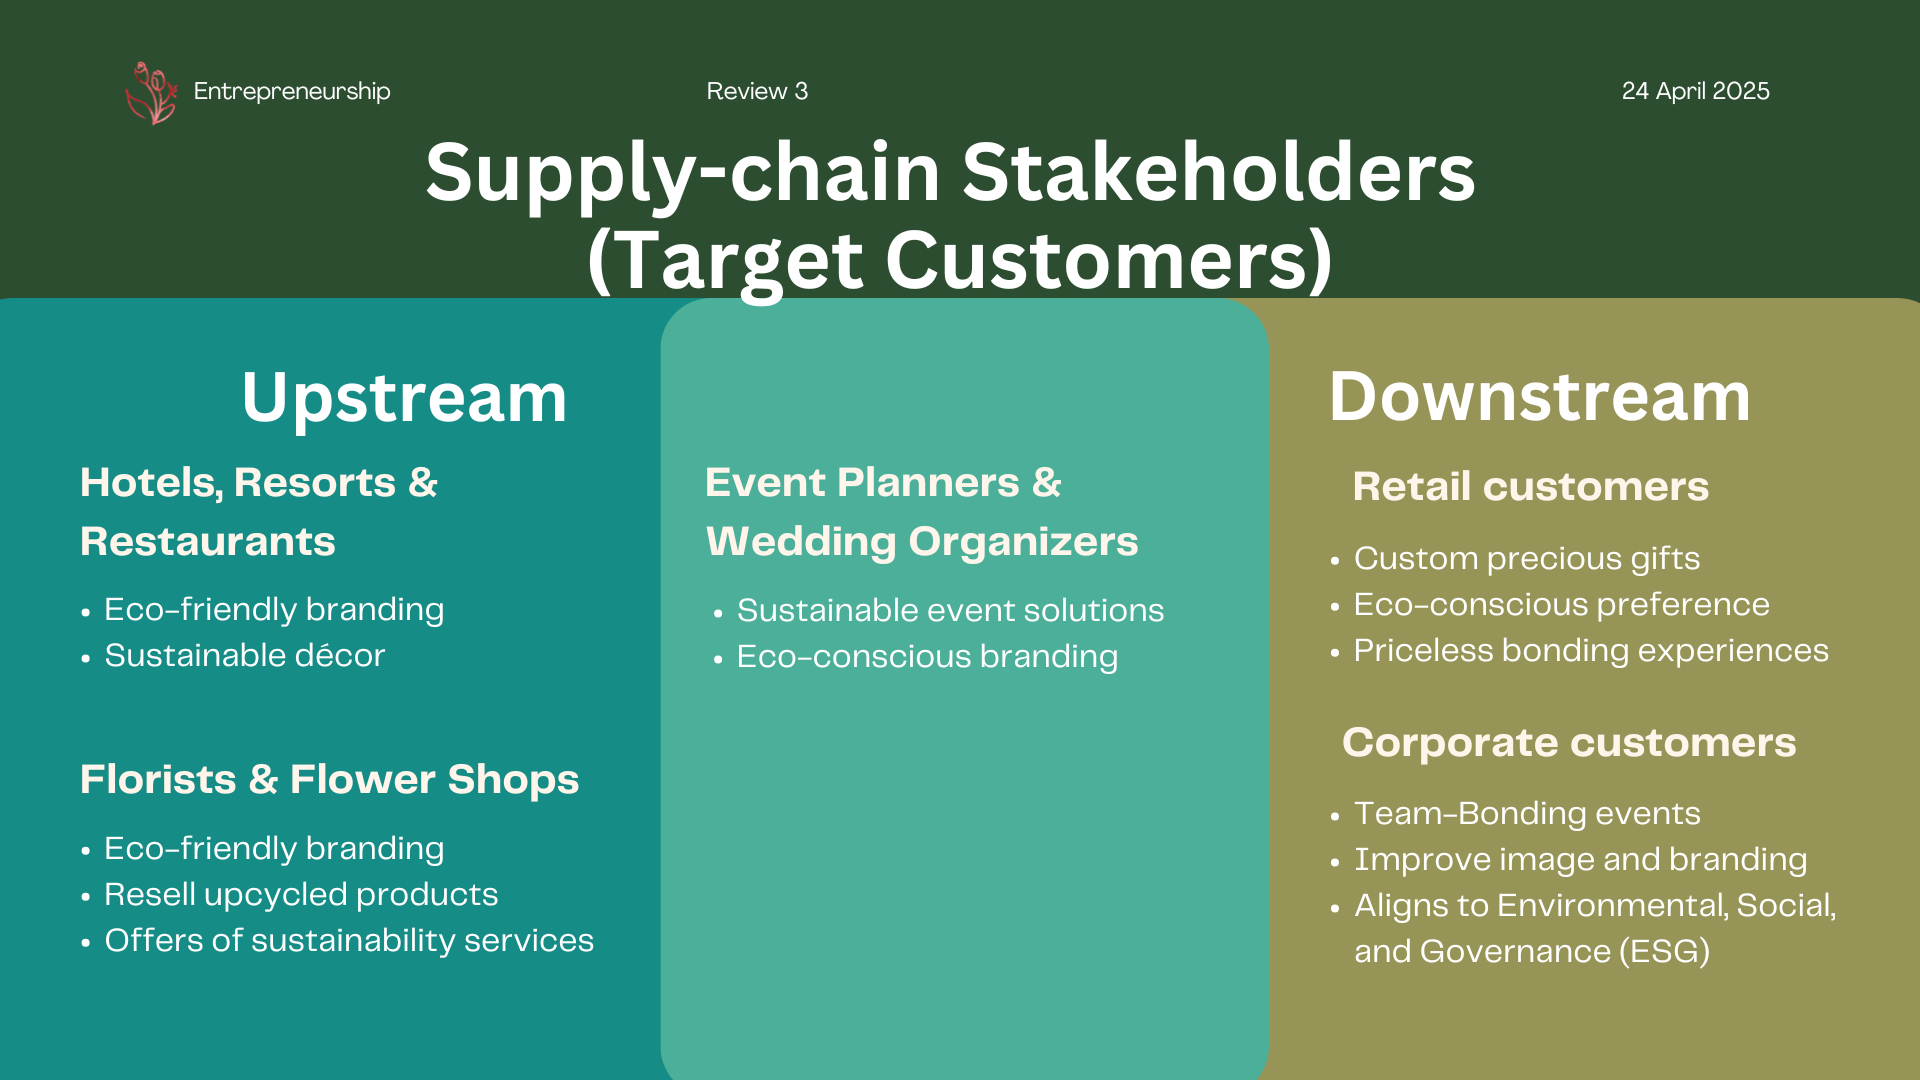 Entrepreneurship
Review 3
24 April 2025
Supply-chain Stakeholders
(Target Customers)
Upstream
Hotels, Resorts &
Restaurants
• Eco-friendly branding
• Sustainable décor
Florists & Flower Shops
• Eco-friendly branding
• Resell upcycled products
• Offers of sustainability services
Event Planners &
Wedding Organizers
• Sustainable event solutions
• Eco-conscious branding
Downstream
Retail customers
• Custom precious gifts
• Eco-conscious preference
• Priceless bonding experiences
Corporate customers
• Team-Bonding events
• Improve image and branding
• Aligns to Environmental, Social,
and Governance (ESG)